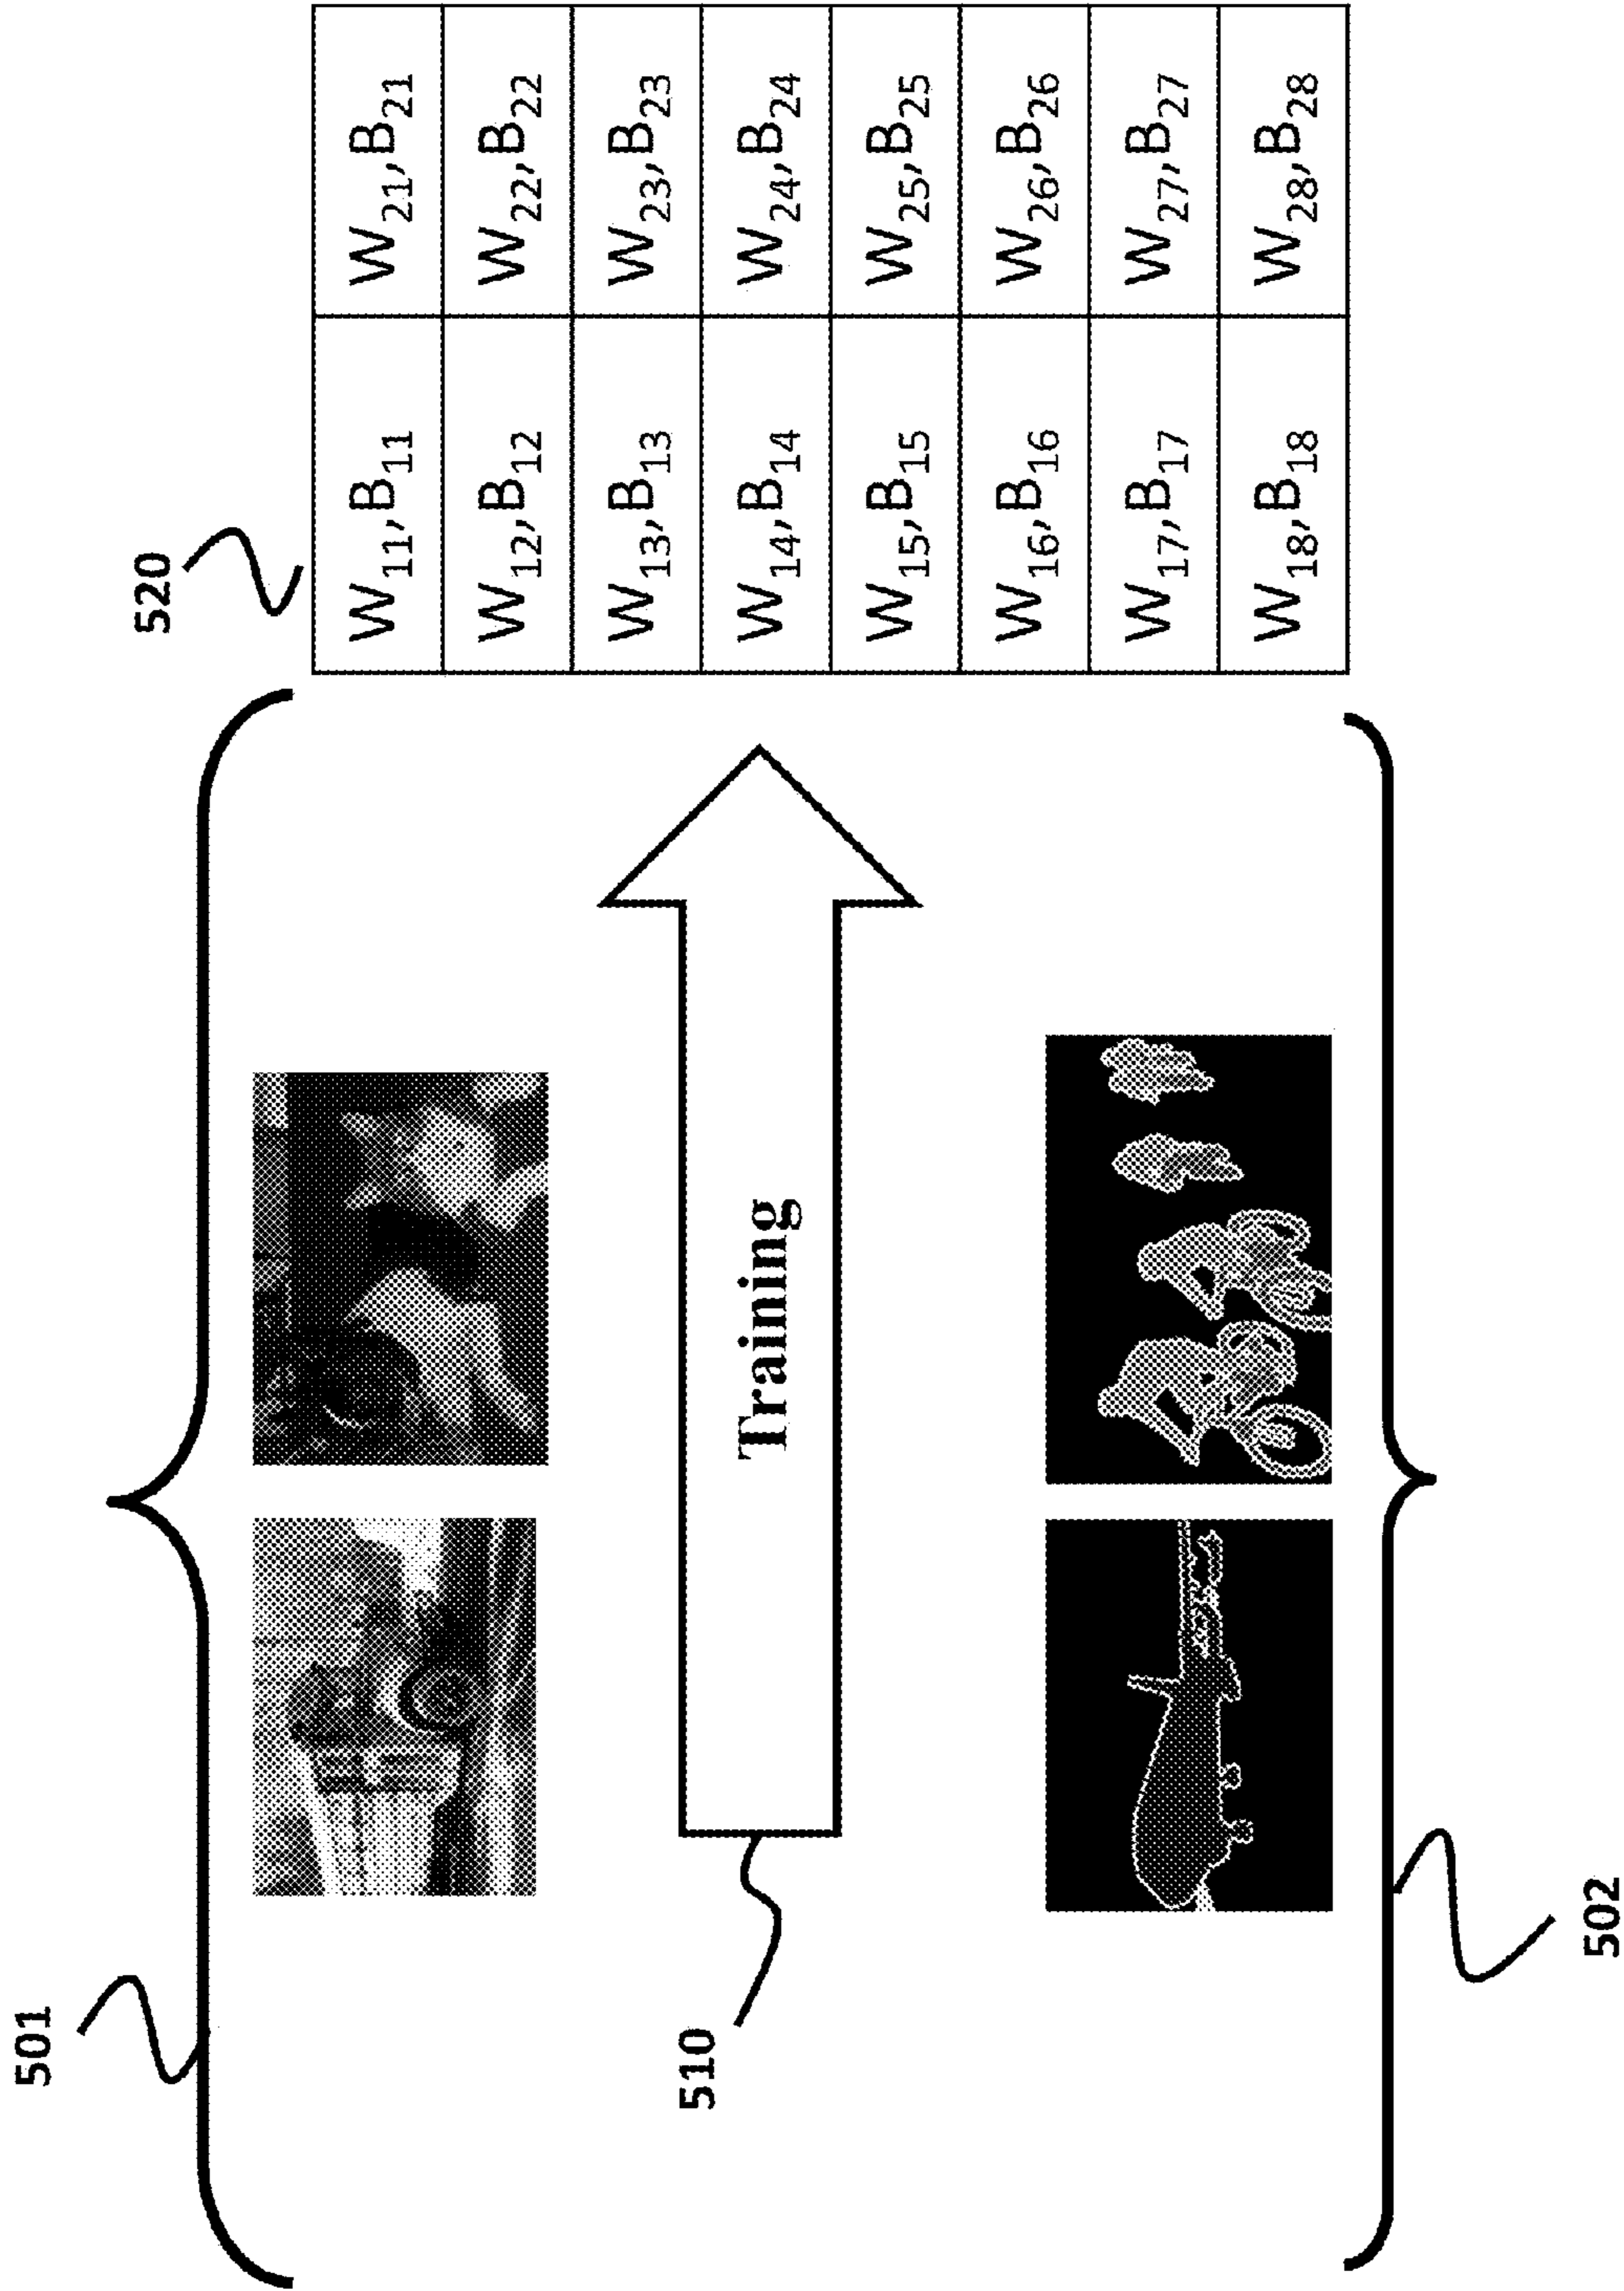 501
520
W₁₁,B₁₁ W₂₁,B₂₁
W₁₂,B₁₂ W₂₂,B₂₂
W₁₃,B₁₃ W₂₃,B₂₃
W₁₄,B₁₄ W₂₄,B₂₄
W₁₅,B₁₅ W₂₅,B₂₅
W₁₆,B₁₆ W₂₆,B₂₆
W₁₇,B₁₇ W₂₇,B₂₇
W₁₈,B₁₈ W₂₈,B₂₈
Training
510
502